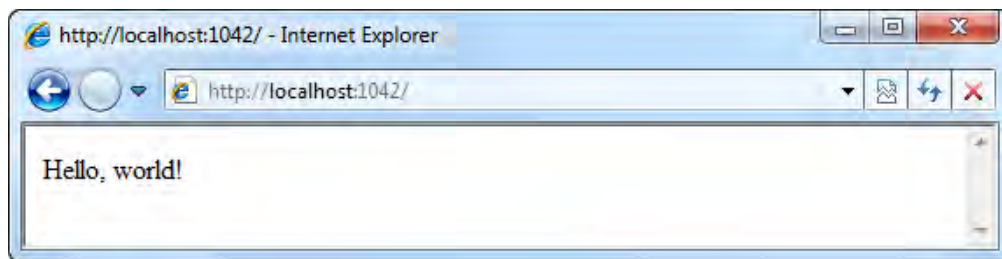 http://localhost:1042/ - Internet Explorer
http://localhost:1042/
Hello, world!